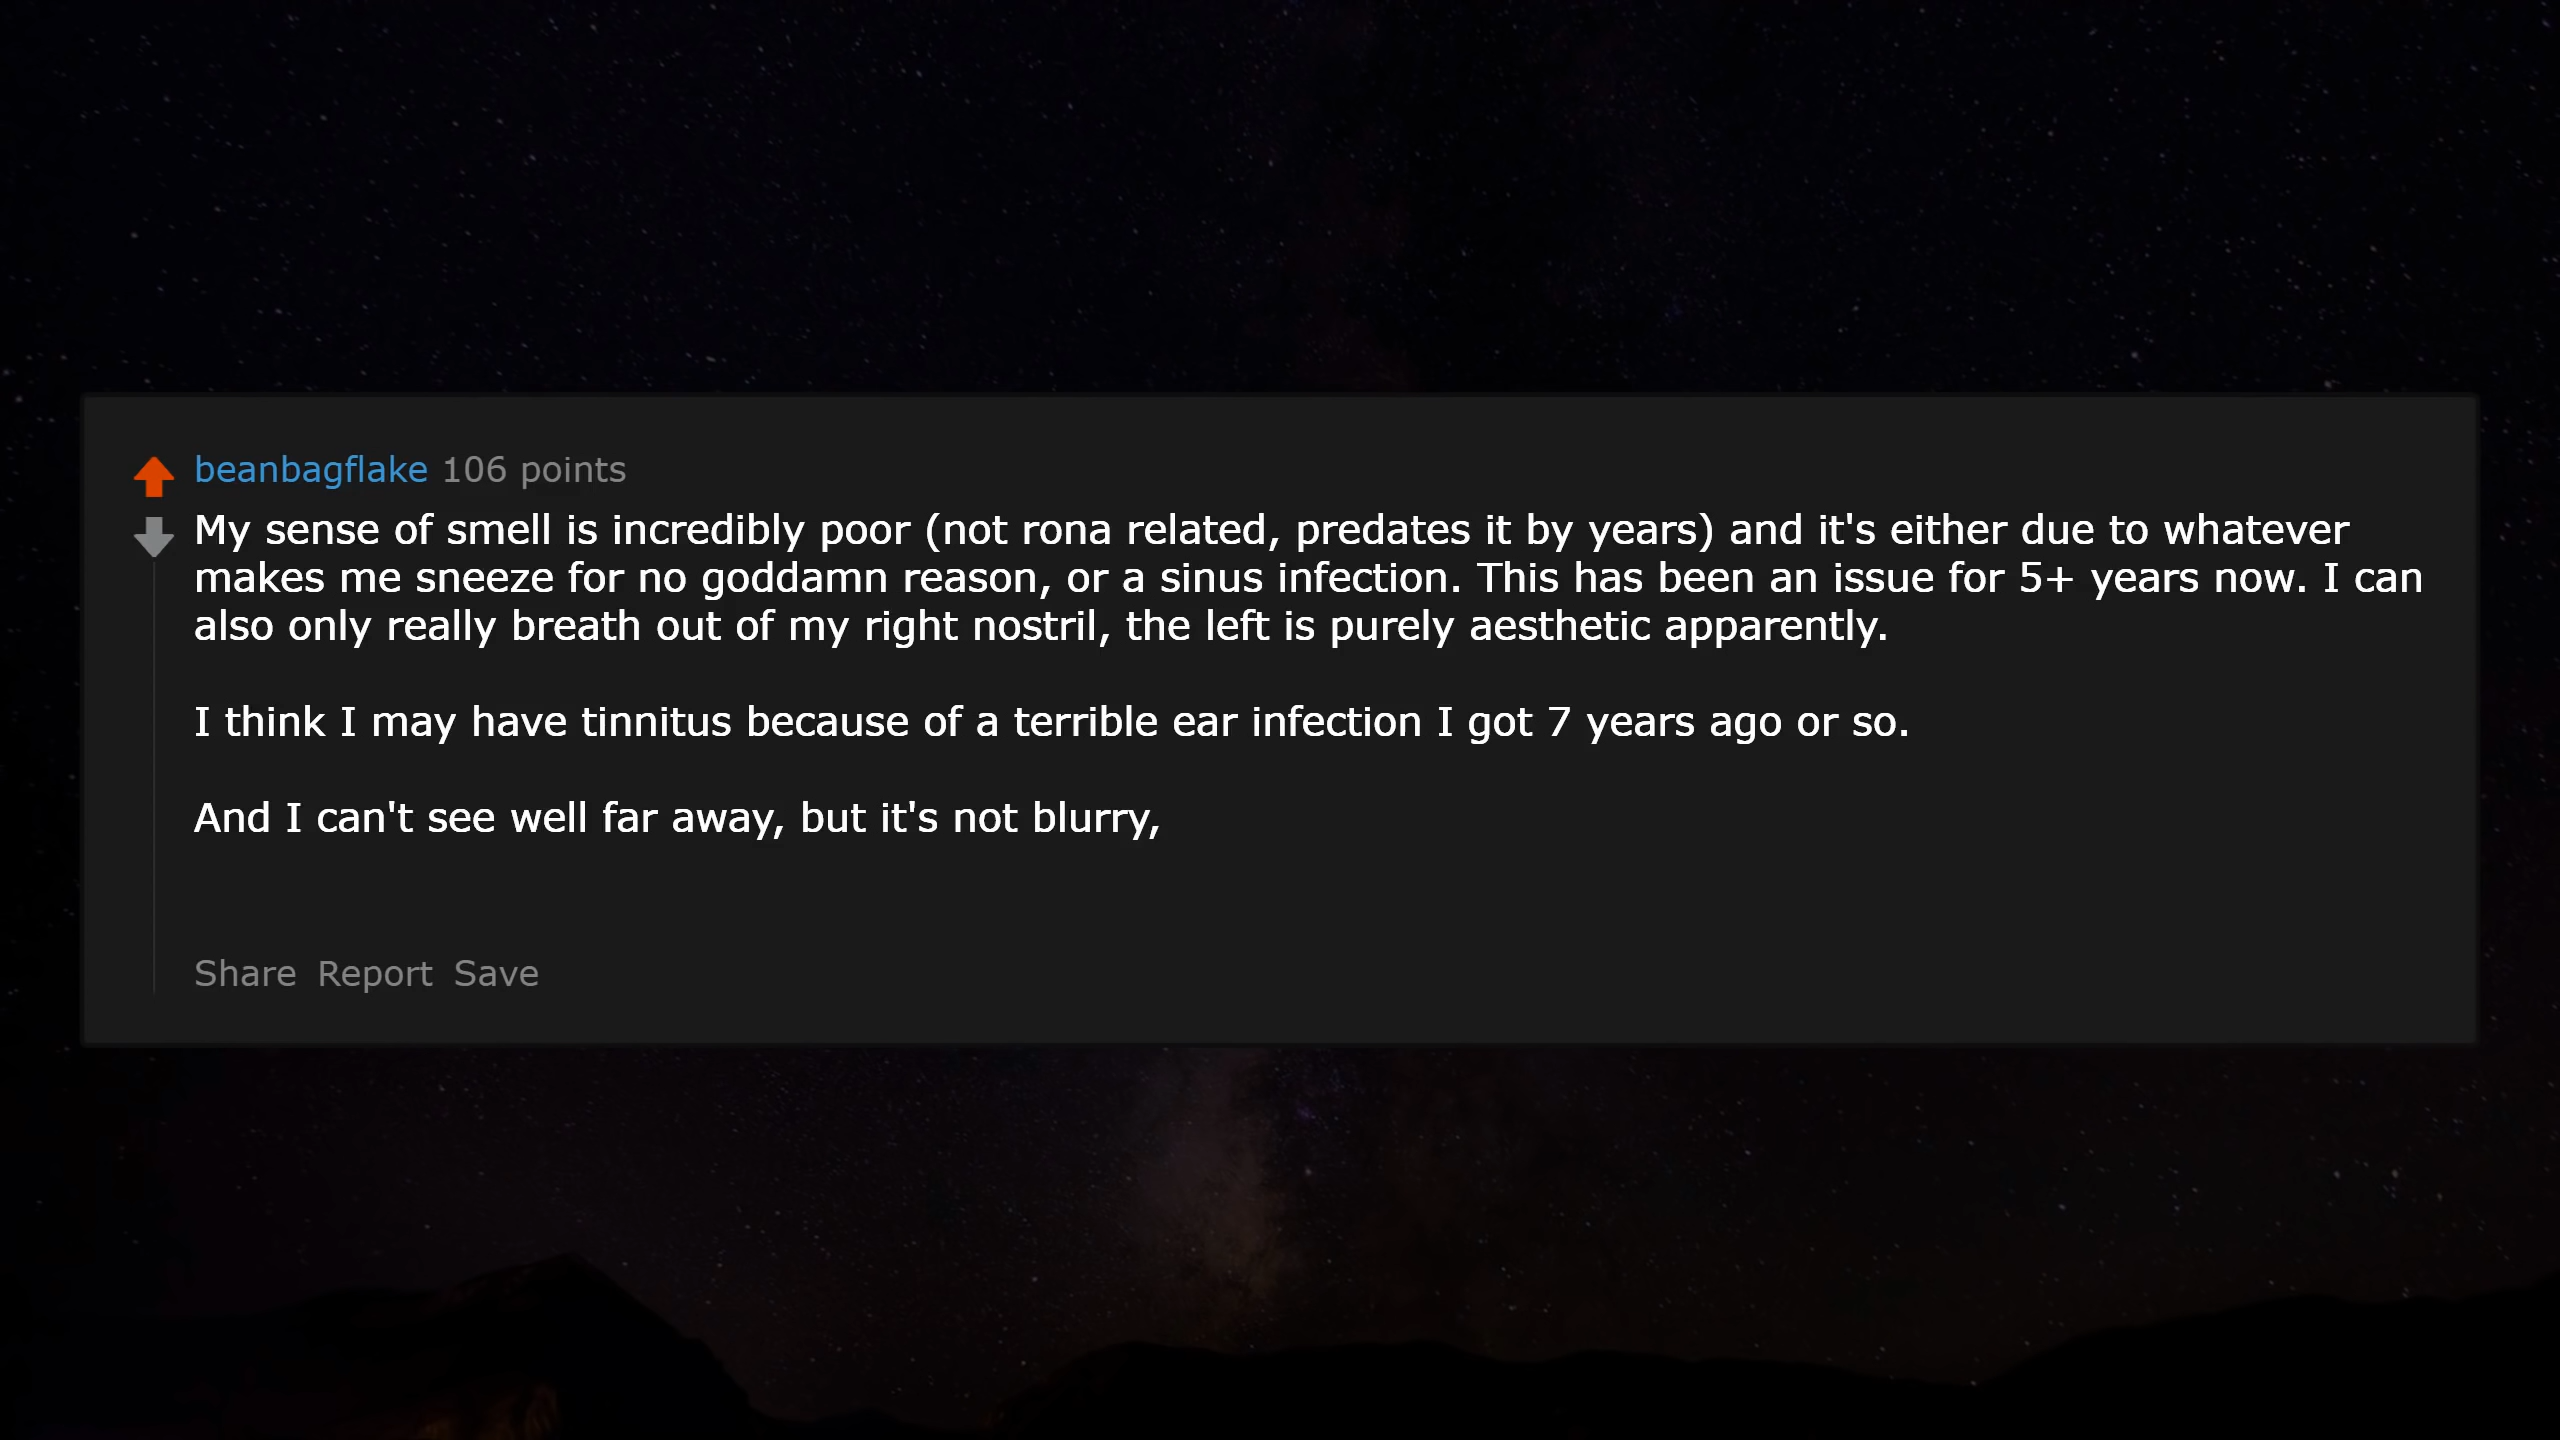 beanbagflake 106 points
My sense of smell is incredibly poor (not rona related, predates it by years) and it's either due to whatever
makes me sneeze for no goddamn reason, or a sinus infection. This has been an issue for 5+ years now. I can
also only really breath out of my right nostril, the left is purely aesthetic apparently.
I think I may have tinnitus because of a terrible ear infection I got 7 years ago or so.
And I can't see well far away, but it's not blurry,
Share Report Save